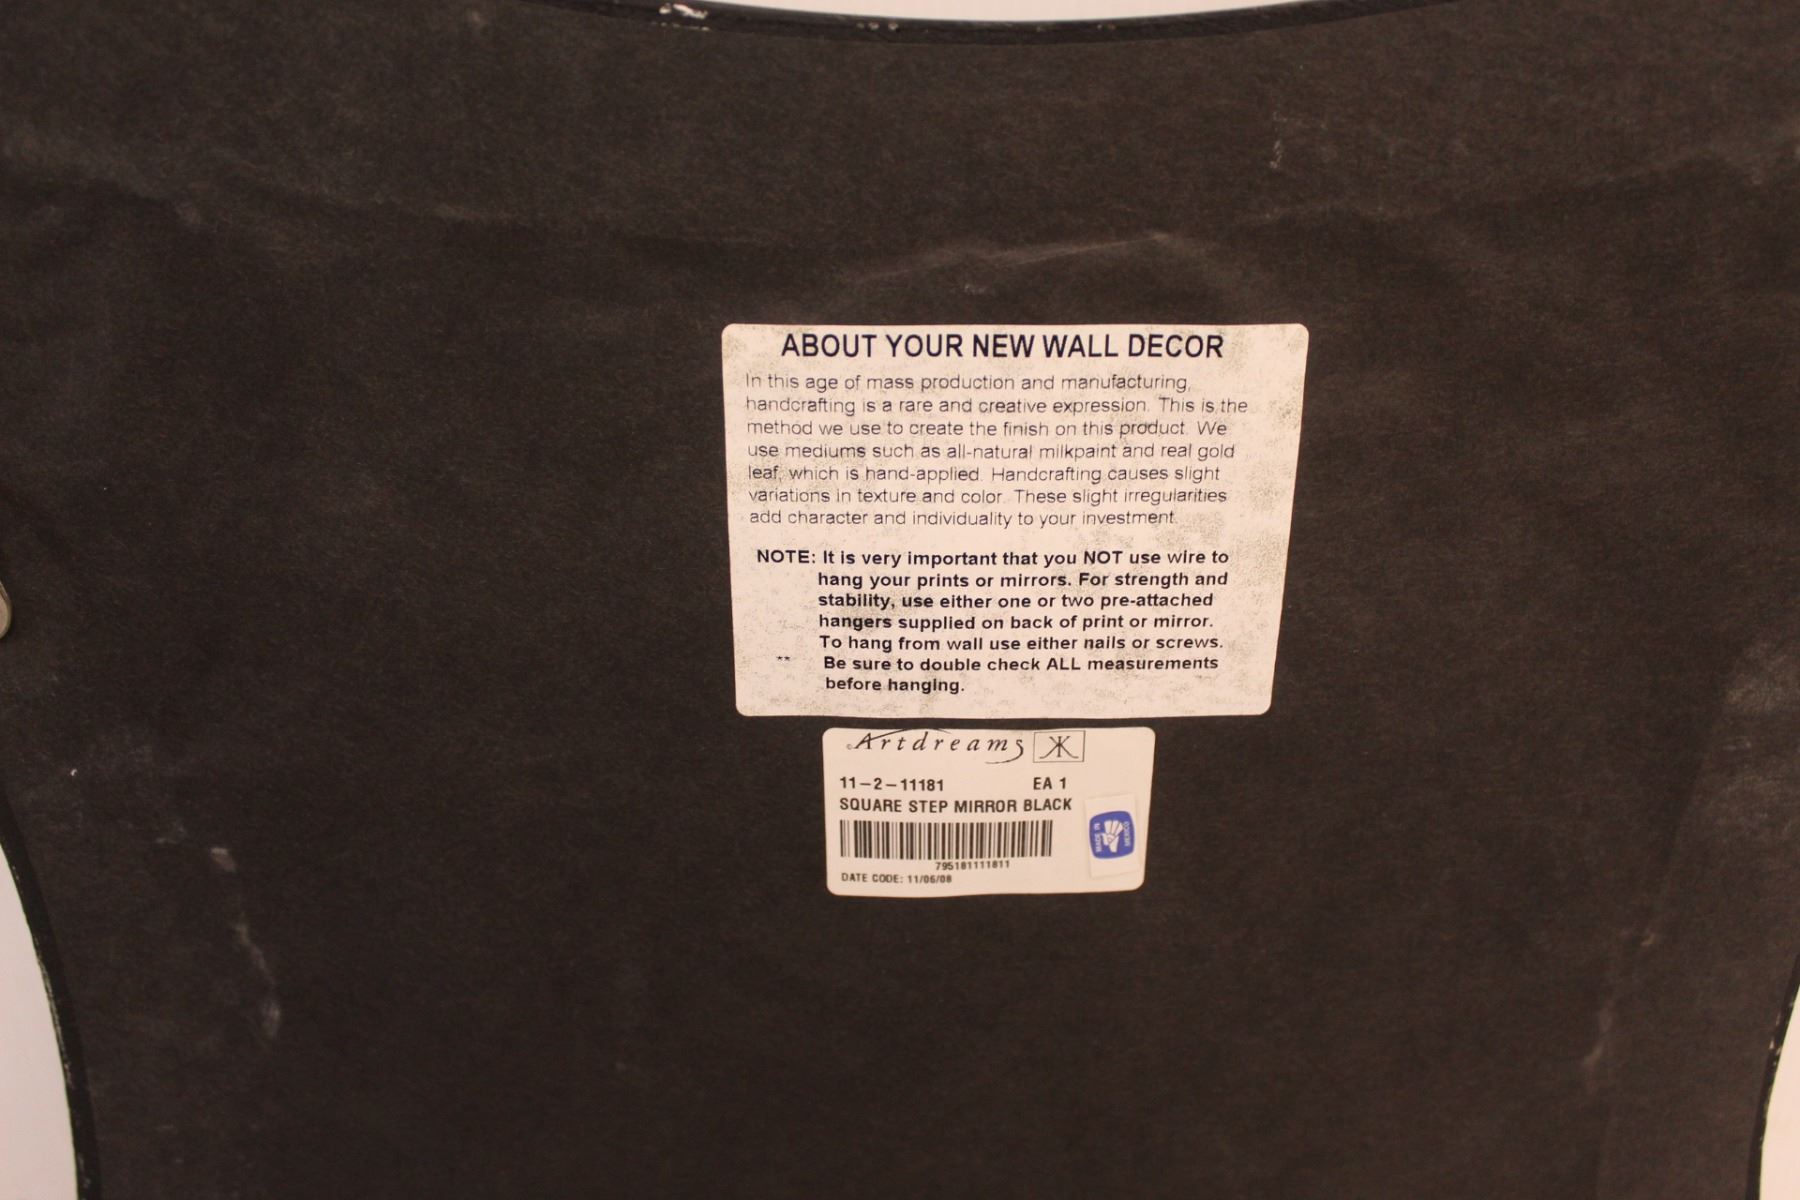 ABOUT YOUR NEW WALL DECOR
In this age of mass production and manufacturing,
handcrafting is a rare and creative expression. This is the
method we use to create the finish on this product. We
use mediums such as all-natural milkpaint and real gold
leaf, which is hand-applied. Handcrafting causes slight
variations in texture and color. These slight irregularities
add character and individuality to your investment.
NOTE: It is very important that you NOT use wire to
hang your prints or mirrors. For strength and
stability, use either one or two pre-attached
hangers supplied on back of print or mirror.
To hang from wall use either nails or screws.
** Be sure to double check ALL measurements
before hanging.
©Artdreams
11-2-11181 EA 1
SQUARE STEP MIRROR BLACK
795181111811
DATE CODE: 11/06/08
MADE IN
MEXICO